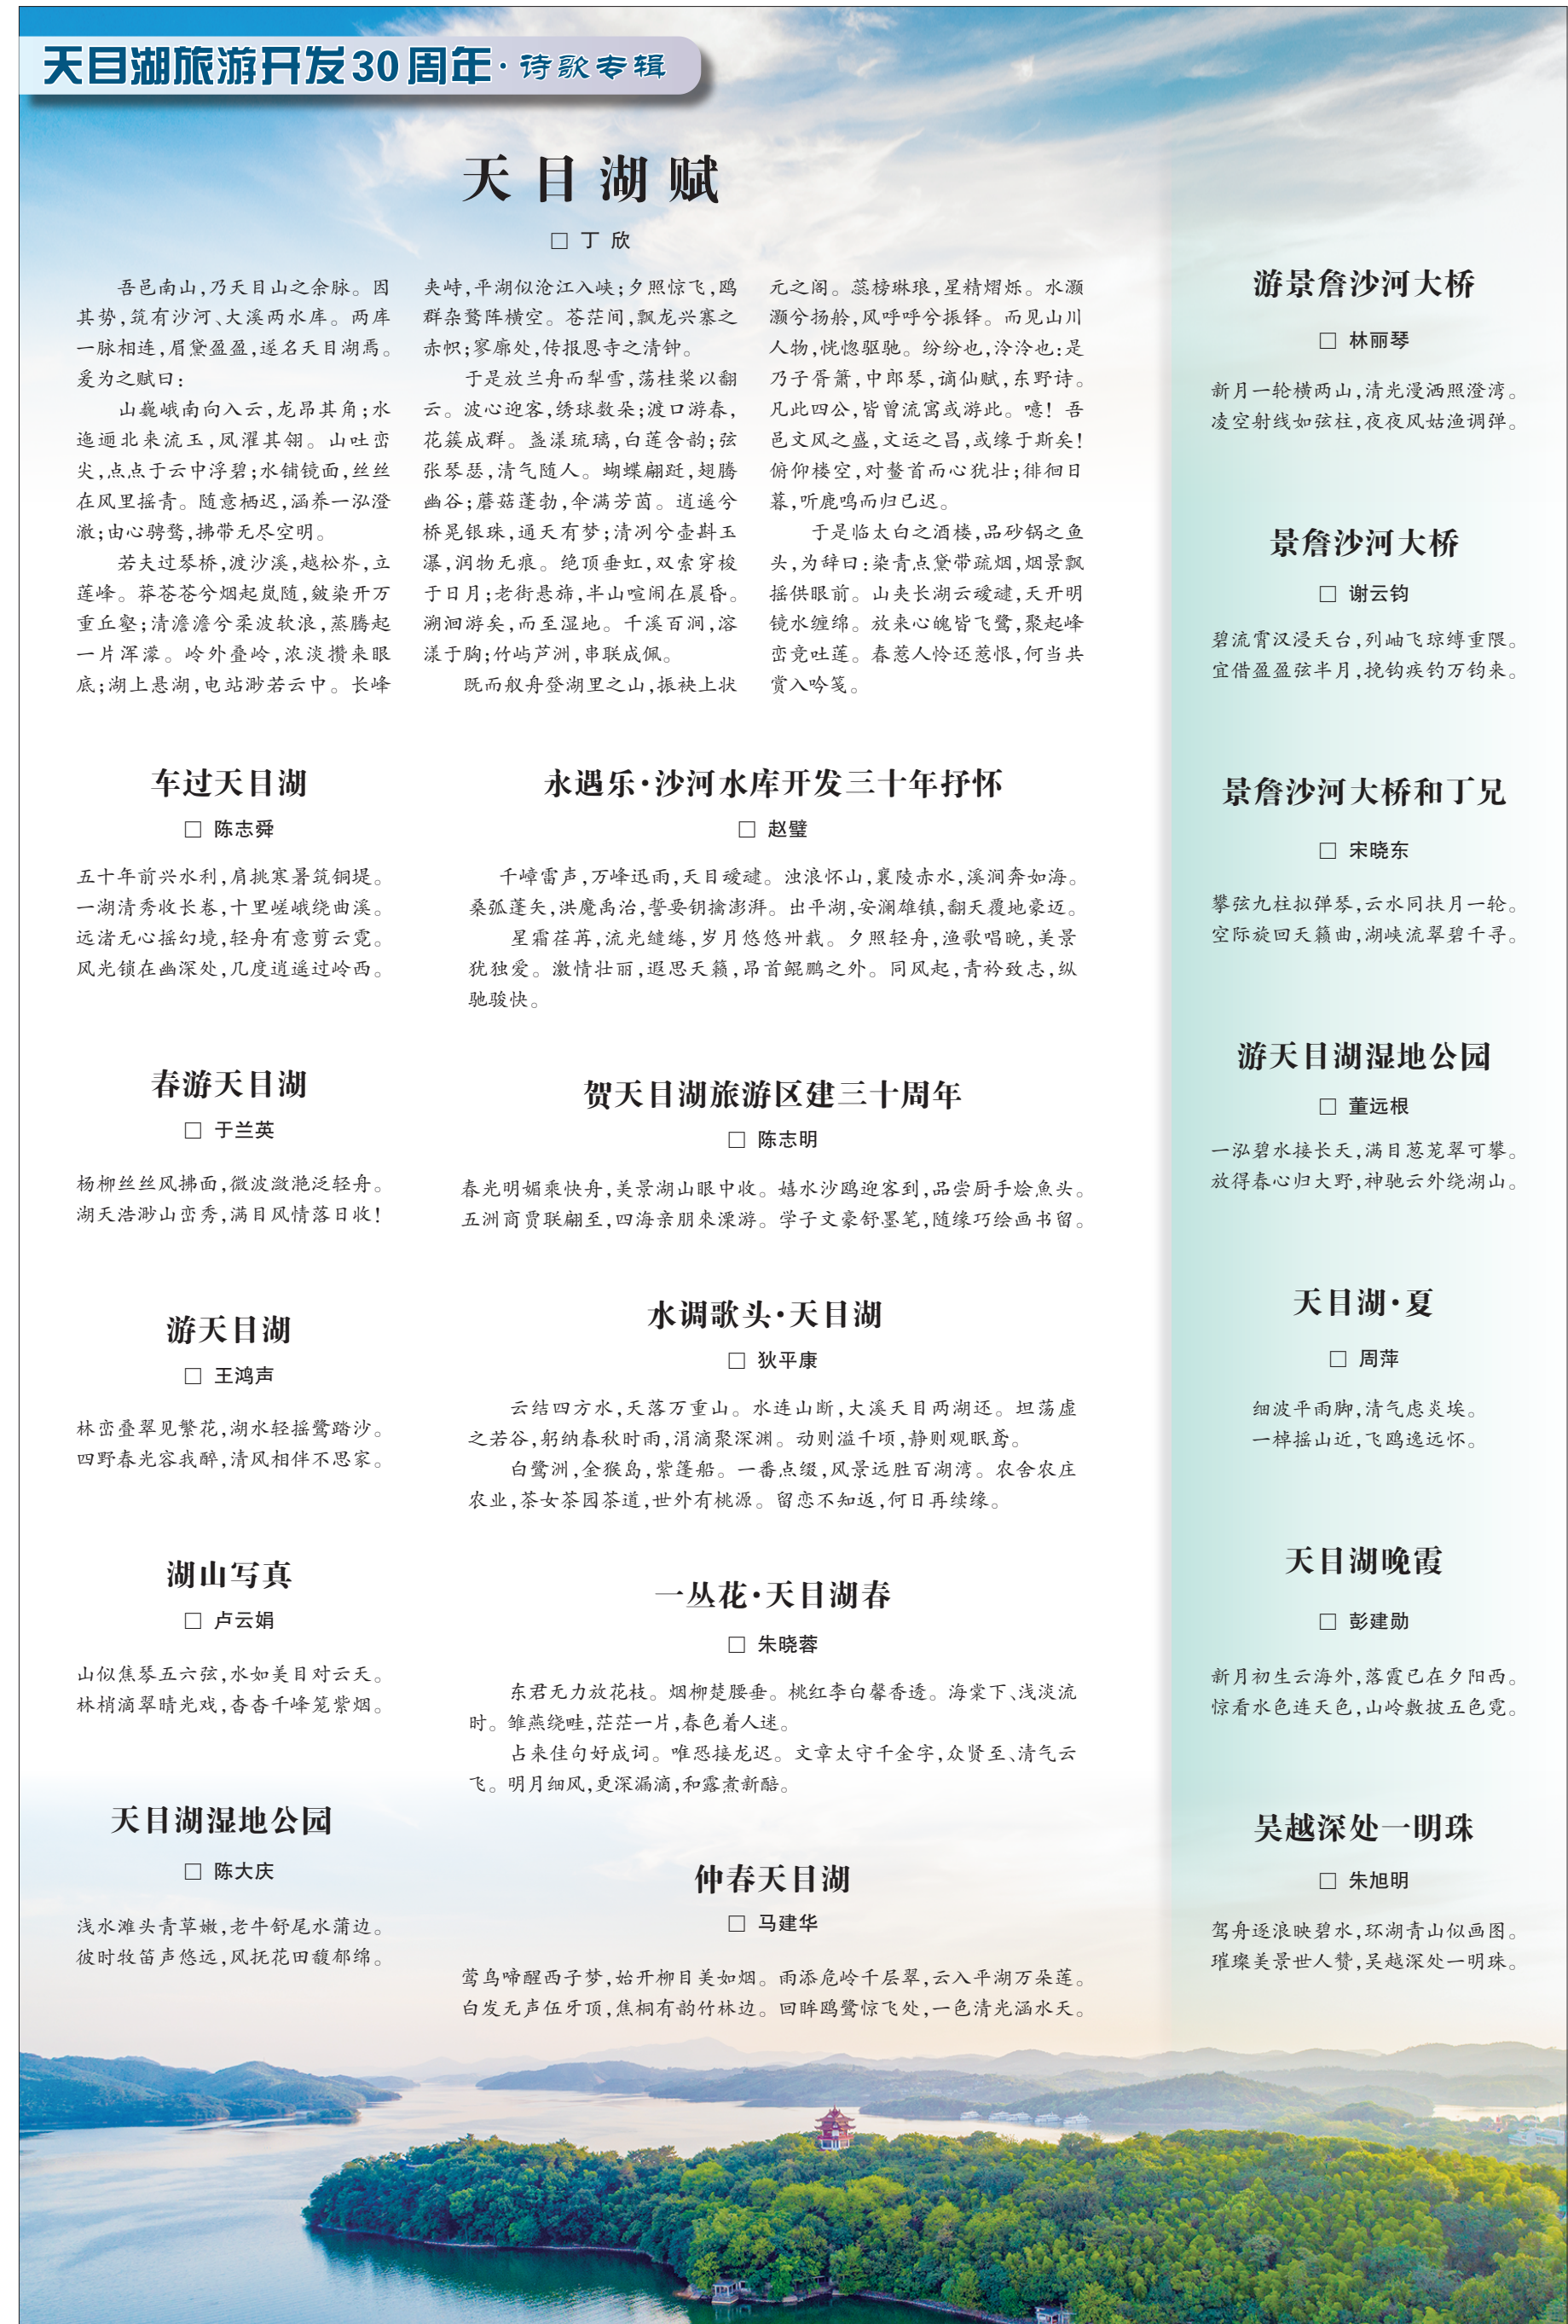 天目湖旅游开发30周年·诗歌专辑
天目湖赋
□ 丁 欣
吾邑南山,乃天目山之余脉。因
其势,筑有沙河、大溪两水库。两库
一脉相连,眉黛盈盈,遂名天目湖焉。
爰为之赋曰:
山巍峨南向入云,龙昂其角;水
迤逦北来流玉,凤濯其翎。山吐峦
尖,点点于云中浮碧;水铺镜面,丝丝
在风里摇青。随意栖迟,涵养一泓澄
澈;由心骋骛,拂带无尽空明。
若夫过琴桥,渡沙溪,越松岕,立
莲峰。莽苍苍兮烟起岚随,皴染开万
重丘壑;清澹澹兮柔波软浪,蒸腾起
一片浑濛。岭外叠岭,浓淡攒来眼
底;湖上悬湖,电站渺若云中。长峰
夹峙,平湖似沧江入峡;夕照惊飞,鸥
群杂鹜阵横空。苍茫间,飘龙兴寨之
赤帜;寥廓处,传报恩寺之清钟。
于是放兰舟而犁雪,荡桂桨以翻
云。波心迎客,绣球数朵;渡口游春,
花簇成群。盏漾琉璃,白莲含韵;弦
张琴瑟,清气随人。蝴蝶翩跹,翅腾
幽谷;蘑菇蓬勃,伞满芳茵。逍遥兮
桥晃银珠,通天有梦;清冽兮壶斟玉
瀑,润物无痕。绝顶垂虹,双索穿梭
于日月;老街悬旆,半山喧闹在晨昏。
溯洄游矣,而至湿地。千溪百涧,溶
漾于胸;竹屿芦洲,串联成佩。
既而舣舟登湖里之山,振袂上状
元之阁。蕊榜琳琅,星精熠烁。水灏
灏兮扬舲,风呼呼兮振铎。而见山川
人物,恍惚驱驰。纷纷也,泠泠也:是
乃子胥箫,中郎琴,谪仙赋,东野诗。
凡此四公,皆曾流寓或游此。噫!吾
邑文风之盛,文运之昌,或缘于斯矣!
俯仰楼空,对鳌首而心犹壮;徘徊日
暮,听鹿鸣而归已迟。
于是临太白之酒楼,品砂锅之鱼
头,为辞曰:染青点黛带疏烟,烟景飘
摇供眼前。山夹长湖云叆叇,天开明
镜水缠绵。放来心魄皆飞鹭,聚起峰
峦竞吐莲。春惹人怜还惹恨,何当共
赏入吟笺。
车过天目湖
□ 陈志舜
五十年前兴水利,肩挑寒暑筑铜堤。
一湖清秀收长卷,十里嵯峨绕曲溪。
远渚无心摇幻境,轻舟有意剪云霓。
风光锁在幽深处,几度逍遥过岭西。
春游天目湖
□ 于兰英
杨柳丝丝风拂面,微波潋滟泛轻舟。
湖天浩渺山峦秀,满目风情落日收!
游天目湖
□ 王鸿声
林峦叠翠见繁花,湖水轻摇鹭踏沙。
四野春光容我醉,清风相伴不思家。
湖山写真
□ 卢云娟
山似焦琴五六弦,水如美目对云天。
林梢滴翠晴光戏,杳杳千峰笼紫烟。
天目湖湿地公园
□ 陈大庆
浅水滩头青草嫩,老牛舒尾水蒲边。
彼时牧笛声悠远,风抚花田馥郁绵。
永遇乐·沙河水库开发三十年抒怀
□ 赵璧
千嶂雷声,万峰迅雨,天目叆叇。浊浪怀山,襄陵赤水,溪涧奔如海。
桑弧蓬矢,洪魔禹治,誓要钥擒澎湃。出平湖,安澜雄镇,翻天覆地豪迈。
星霜荏苒,流光缱绻,岁月悠悠卅载。夕照轻舟,渔歌唱晚,美景
犹独爱。激情壮丽,遐思天籁,昂首鲲鹏之外。同风起,青衿致志,纵
驰骏快。
贺天目湖旅游区建三十周年
□ 陈志明
春光明媚乘快舟,美景湖山眼中收。嬉水沙鸥迎客到,品尝厨手烩魚头。
五洲商贾联翩至,四海亲朋来溧游。学子文豪舒墨笔,随缘巧绘画书留。
水调歌头·天目湖
□ 狄平康
云结四方水,天落万重山。水连山断,大溪天目两湖还。坦荡虚
之若谷,躬纳春秋时雨,涓滴聚深渊。动则溢千顷,静则观眠鸢。
白鹭洲,金猴岛,紫篷船。一番点缀,风景远胜百湖湾。农舍农庄
农业,茶女茶园茶道,世外有桃源。留恋不知返,何日再续缘。
一丛花·天目湖春
□ 朱晓蓉
东君无力放花枝。烟柳楚腰垂。桃红李白馨香透。海棠下、浅淡流
时。雏燕绕畦,茫茫一片,春色着人迷。
占来佳句好成词。唯恐接龙迟。文章太守千金字,众贤至、清气云
飞。明月细风,更深漏滴,和露煮新醅。
仲春天目湖
□ 马建华
莺鸟啼醒西子梦,始开柳目美如烟。雨添危岭千层翠,云入平湖万朵莲。
白发无声伍牙顶,焦桐有韵竹林边。回眸鸥鹭惊飞处,一色清光涵水天。
游景詹沙河大桥
□ 林丽琴
新月一轮横两山,清光漫洒照澄湾。
凌空射线如弦柱,夜夜风姑渔调弹。
景詹沙河大桥
□ 谢云钧
碧流霄汉浸天台,列岫飞琼缚重隈。
宜借盈盈弦半月,挽钩疾钓万钧来。
景詹沙河大桥和丁兄
□ 宋晓东
攀弦九柱拟弹琴,云水同扶月一轮。
空际旋回天籁曲,湖峡流翠碧千寻。
游天目湖湿地公园
□ 董远根
一泓碧水接长天,满目葱茏翠可攀。
放得春心归大野,神驰云外绕湖山。
天目湖·夏
□ 周萍
细波平雨脚,清气虑炎埃。
一棹摇山近,飞鸥逸远怀。
天目湖晚霞
□ 彭建勋
新月初生云海外,落霞已在夕阳西。
惊看水色连天色,山岭敷披五色霓。
吴越深处一明珠
□ 朱旭明
驾舟逐浪映碧水,环湖青山似画图。
璀璨美景世人赞,吴越深处一明珠。